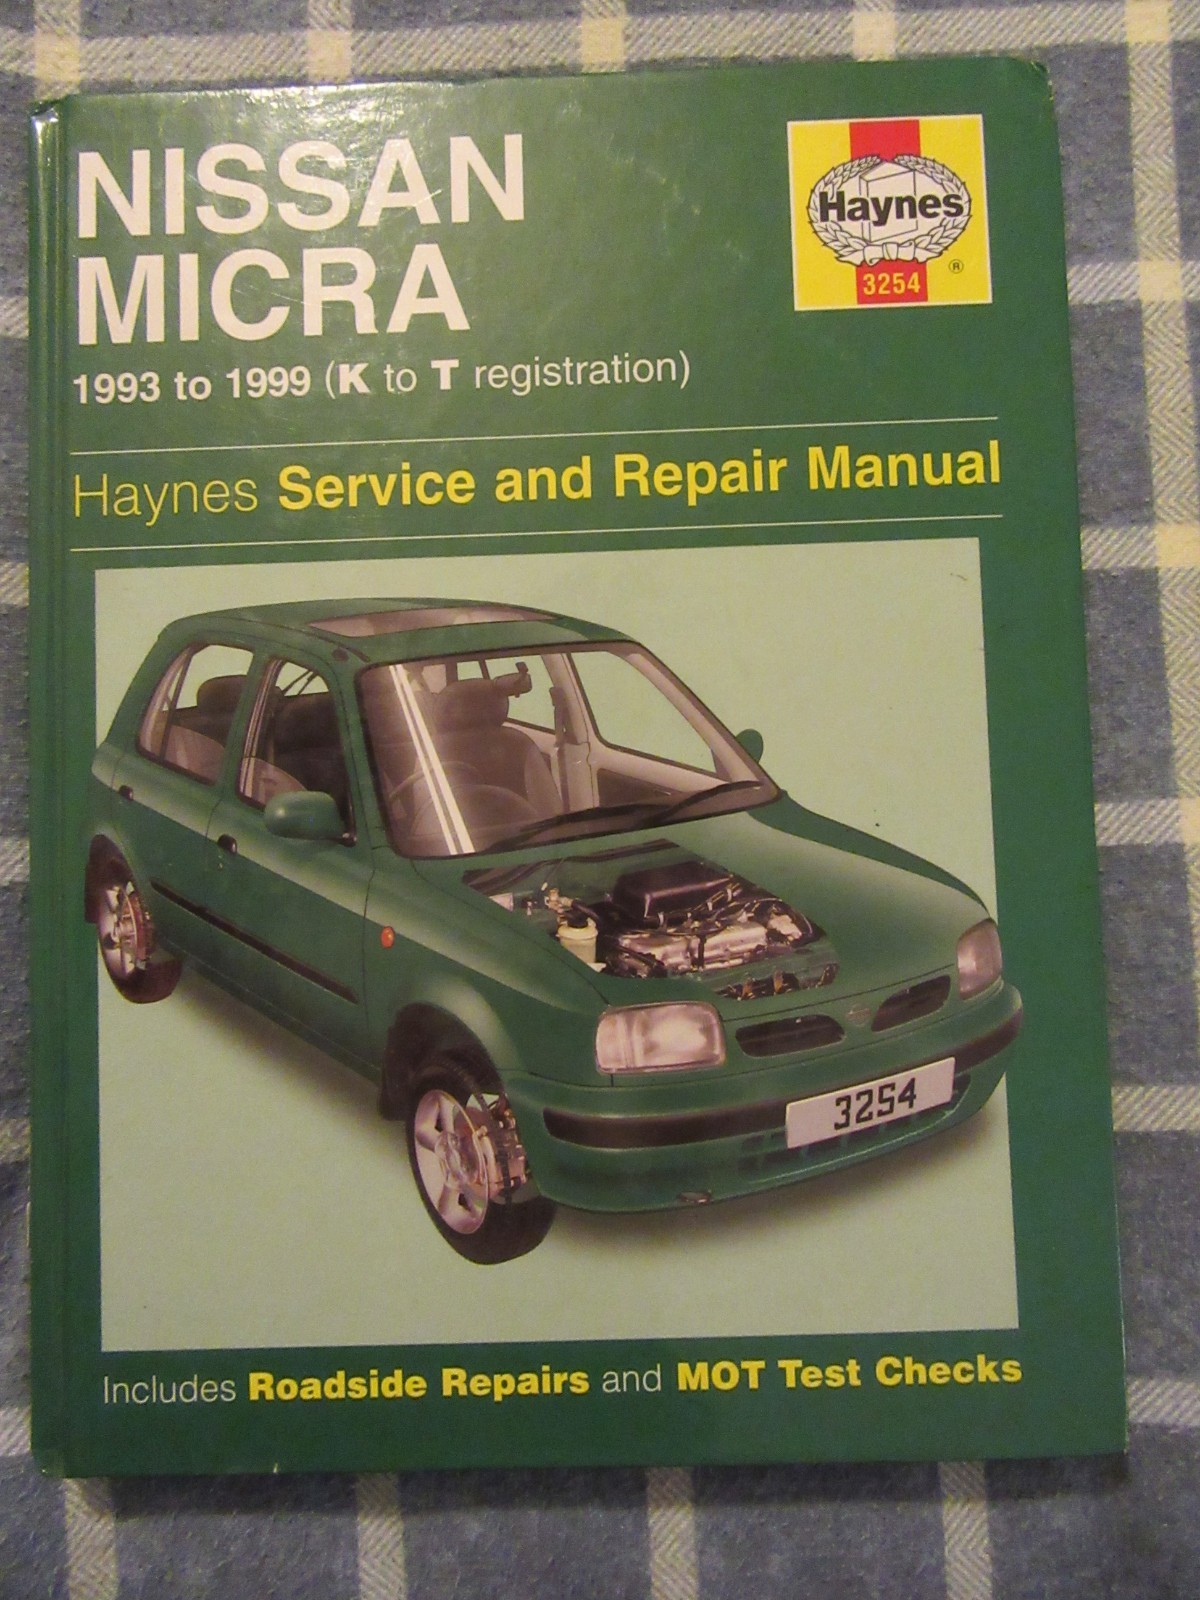 NISSAN
MICRA
1993 to 1999 (K to T registration)
Haynes
®
3254
Haynes Service and Repair Manual
3254
Includes Roadside Repairs and MOT Test Checks